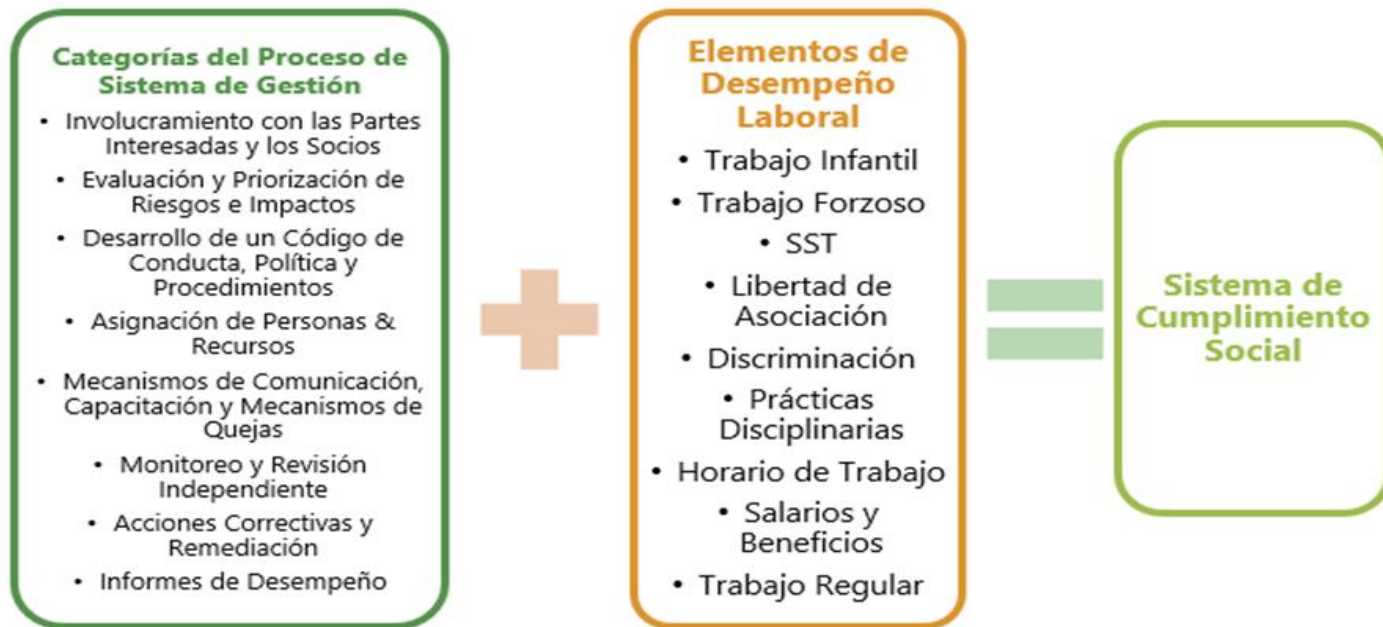 Categorías del Proceso de
Sistema de Gestión
• Involucramiento con las Partes
Interesadas y los Socios
• Evaluación y Priorización de
Riesgos e Impactos
• Desarrollo de un Código de
Conducta, Política y
Procedimientos
• Asignación de Personas &
Recursos
• Mecanismos de Comunicación,
Capacitación y Mecanismos de
Quejas
• Monitoreo y Revisión
Independiente
• Acciones Correctivas y
Remediación
• Informes de Desempeño
Elementos de
Desempeño
Laboral
• Trabajo Infantil
• Trabajo Forzoso
• SST
• Libertad de
Asociación
• Discriminación
• Prácticas
Disciplinarias
• Horario de Trabajo
• Salarios y
Beneficios
• Trabajo Regular
Sistema de
Cumplimiento
Social